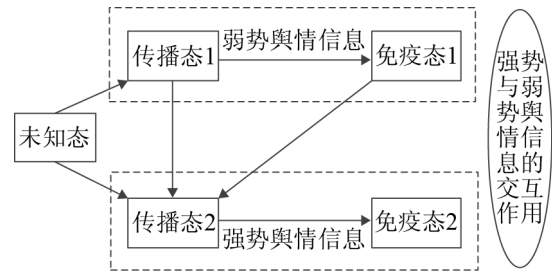 传播态1
弱势舆情信息
免疫态1
未知态
传播态2
强势舆情信息
免疫态2
强势
与弱
势舆
情信
息的
交互
作用